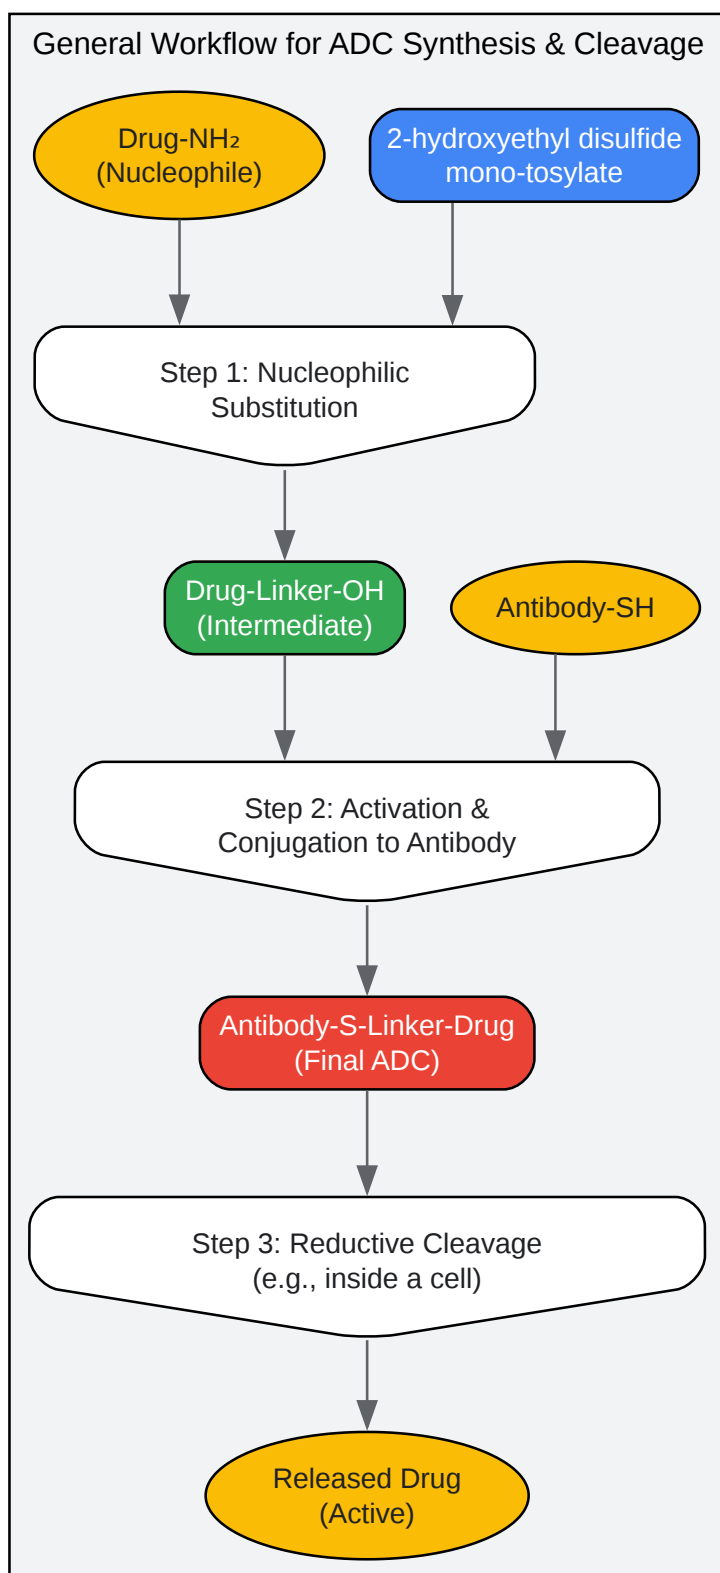 General Workflow for ADC Synthesis & Cleavage
Drug-NH₂
(Nucleophile)
2-hydroxyethyl disulfide
mono-tosylate
Step 1: Nucleophilic
Substitution
Drug-Linker-OH
(Intermediate)
Antibody-SH
Step 2: Activation &
Conjugation to Antibody
Antibody-S-Linker-Drug
(Final ADC)
Step 3: Reductive Cleavage
(e.g., inside a cell)
Released Drug
(Active)